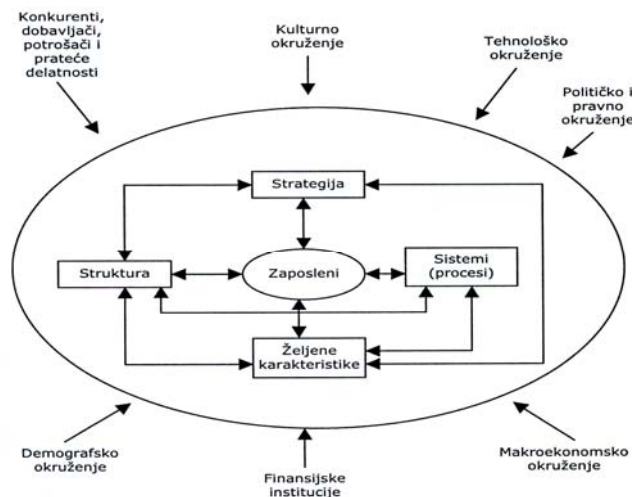 Konkurenti,
dobavljači,
potrošači i
prateće
delatnosti
Kulturno
okruženje
Tehnološko
okruženje
Političko i
pravno
okruženje
Strategija
Struktura
Zaposleni
Sistemi
(procesi)
Željene
karakteristike
Demografsko
okruženje
Finansijske
institucije
Makroekonomsko
okruženje